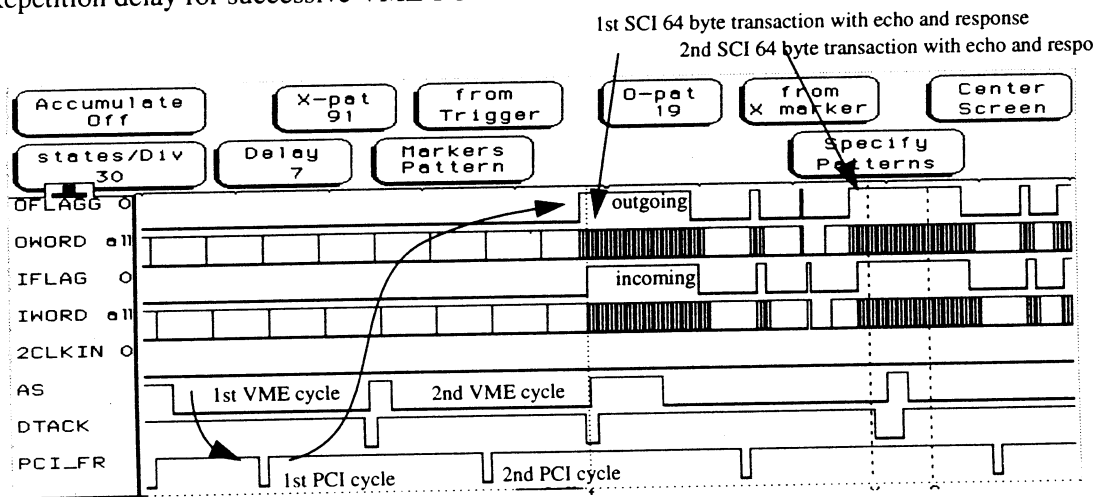 1st SCI 64 byte transaction with echo and response
2nd SCI 64 byte transaction with echo and respo
Accumulate Off
X-pat 91
from Trigger
O-pat 19
from X marker
Center Screen
states/Div 30
Delay 7
Markers Pattern
Specify Patterns
OFLAGG 0 outgoing
OWORD all
IFLAG 0 incoming
IWORD all
2CLKIN 0
AS 1st VME cycle 2nd VME cycle
DTACK
PCI_FR 1st PCI cycle 2nd PCI cycle